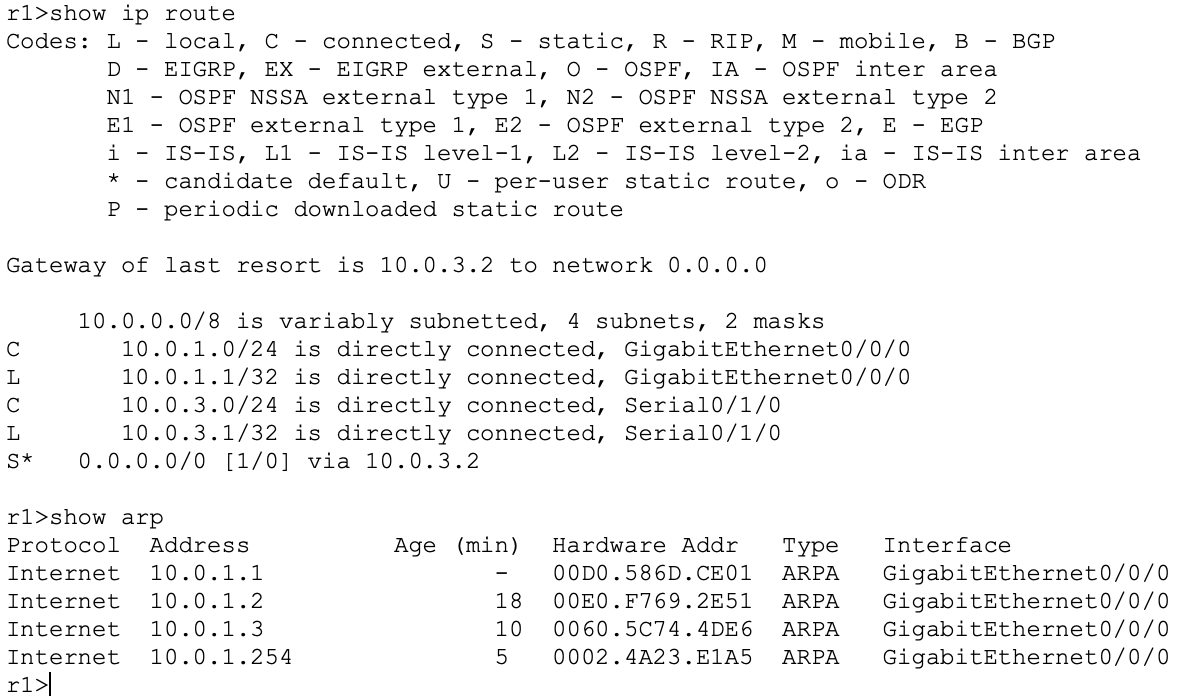 r1>show ip route
Codes: L - local, C - connected, S - static, R - RIP, M - mobile, B - BGP
       D - EIGRP, EX - EIGRP external, O - OSPF, IA - OSPF inter area
       N1 - OSPF NSSA external type 1, N2 - OSPF NSSA external type 2
       E1 - OSPF external type 1, E2 - OSPF external type 2, E - EGP
       i - IS-IS, L1 - IS-IS level-1, L2 - IS-IS level-2, ia - IS-IS inter area
       * - candidate default, U - per-user static route, o - ODR
       P - periodic downloaded static route

Gateway of last resort is 10.0.3.2 to network 0.0.0.0

     10.0.0.0/8 is variably subnetted, 4 subnets, 2 masks
C       10.0.1.0/24 is directly connected, GigabitEthernet0/0/0
L       10.0.1.1/32 is directly connected, GigabitEthernet0/0/0
C       10.0.3.0/24 is directly connected, Serial0/1/0
L       10.0.3.1/32 is directly connected, Serial0/1/0
S*   0.0.0.0/0 [1/0] via 10.0.3.2

r1>show arp
Protocol  Address          Age (min)  Hardware Addr   Type   Interface
Internet  10.0.1.1                -   00D0.586D.CE01  ARPA   GigabitEthernet0/0/0
Internet  10.0.1.2                18  00E0.F769.2E51  ARPA   GigabitEthernet0/0/0
Internet  10.0.1.3                10  0060.5C74.4DE6  ARPA   GigabitEthernet0/0/0
Internet  10.0.1.254              5   0002.4A23.E1A5  ARPA   GigabitEthernet0/0/0
r1>